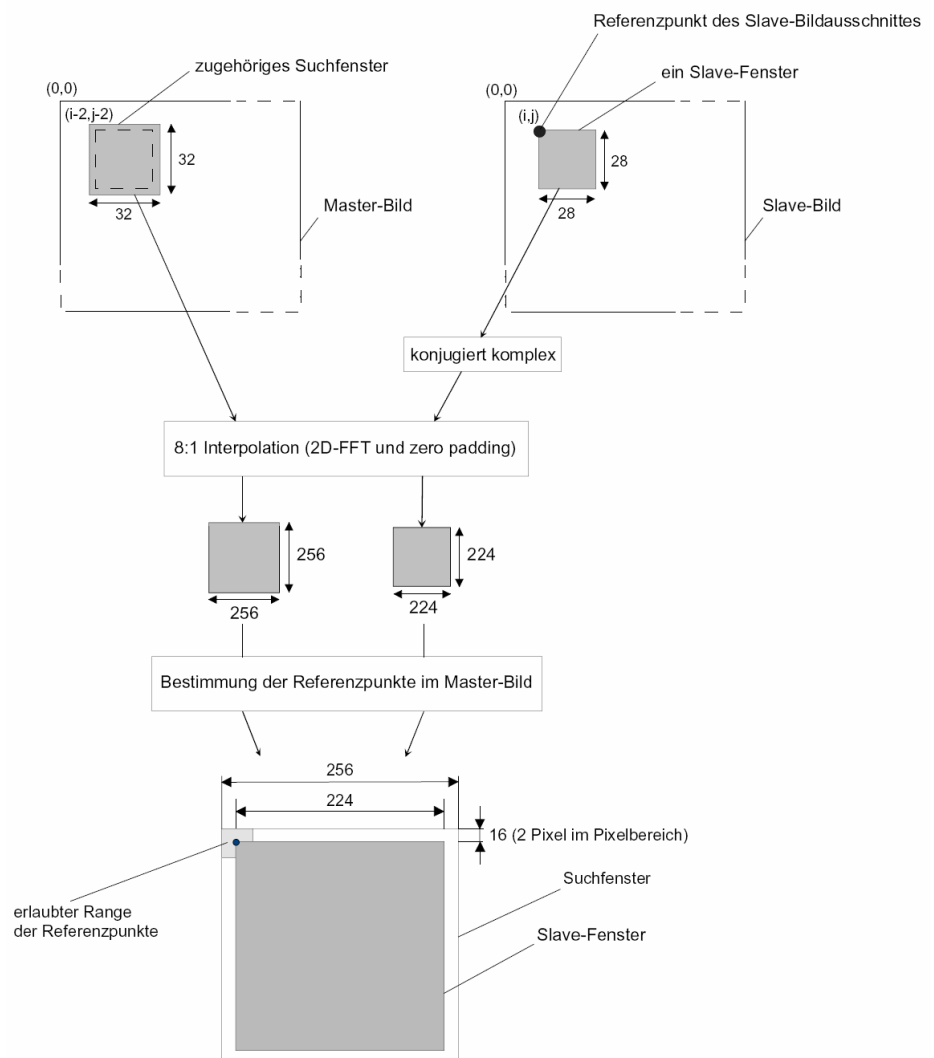 Referenzpunkt des Slave-Bildausschnittes
zugehöriges Suchfenster
ein Slave-Fenster
(0,0)
(0,0)
(i-2,j-2)
(i,j)
32
28
32
28
Master-Bild
Slave-Bild
konjugiert komplex
8:1 Interpolation (2D-FFT und zero padding)
256
224
256
224
Bestimmung der Referenzpunkte im Master-Bild
256
224
16 (2 Pixel im Pixelbereich)
Suchfenster
erlaubter Range
der Referenzpunkte
Slave-Fenster